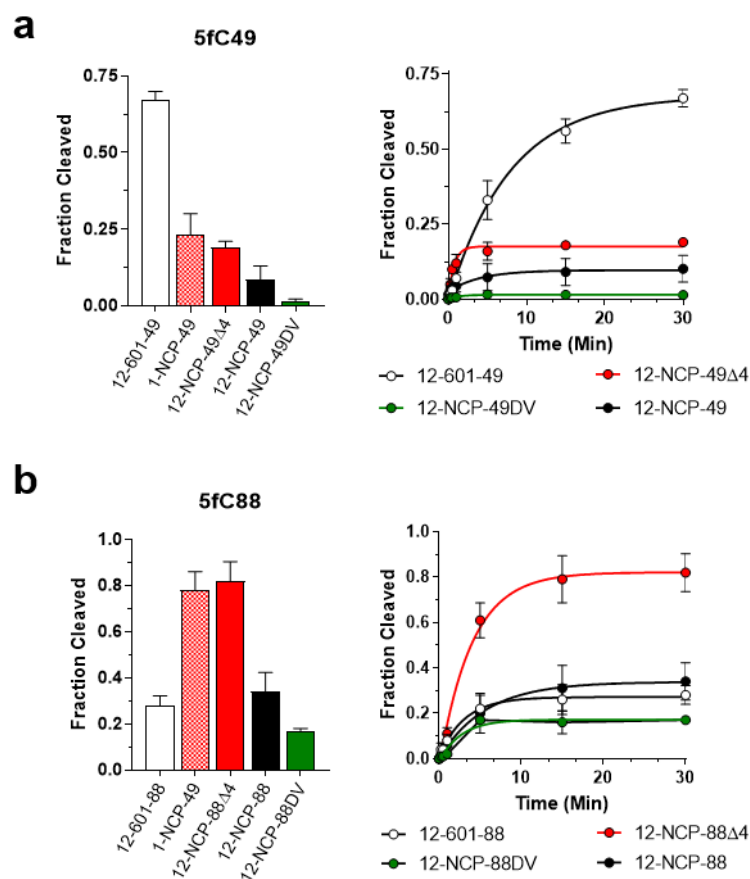 a
5fC49
Fraction Cleaved
0.75
0.50
0.25
0.00
12-601-49
1-NCP-49
12-NCP-49Δ4
12-NCP-49
12-NCP-49DV
Fraction Cleaved
0.75
0.50
0.25
0.00
0
10
20
30
Time (Min)
12-601-49
12-NCP-49Δ4
12-NCP-49DV
12-NCP-49
b
5fC88
Fraction Cleaved
1.0
0.8
0.6
0.4
0.2
0.0
12-601-88
1-NCP-49
12-NCP-88Δ4
12-NCP-88
12-NCP-88DV
Fraction Cleaved
1.0
0.8
0.6
0.4
0.2
0.0
0
10
20
30
Time (Min)
12-601-88
12-NCP-88Δ4
12-NCP-88DV
12-NCP-88